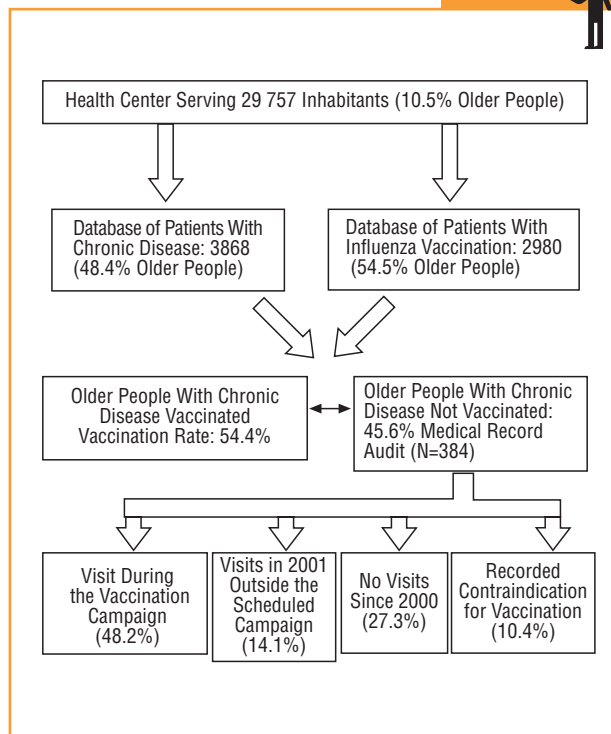 Health Center Serving 29 757 Inhabitants (10.5% Older People)
Database of Patients With
Chronic Disease: 3868
(48.4% Older People)
Database of Patients With
Influenza Vaccination: 2980
(54.5% Older People)
Older People With Chronic
Disease Vaccinated
Vaccination Rate: 54.4%
Older People With Chronic
Disease Not Vaccinated:
45.6% Medical Record
Audit (N=384)
Visit During
the Vaccination
Campaign
(48.2%)
Visits in 2001
Outside the
Scheduled
Campaign
(14.1%)
No Visits
Since 2000
(27.3%)
Recorded
Contraindication
for Vaccination
(10.4%)